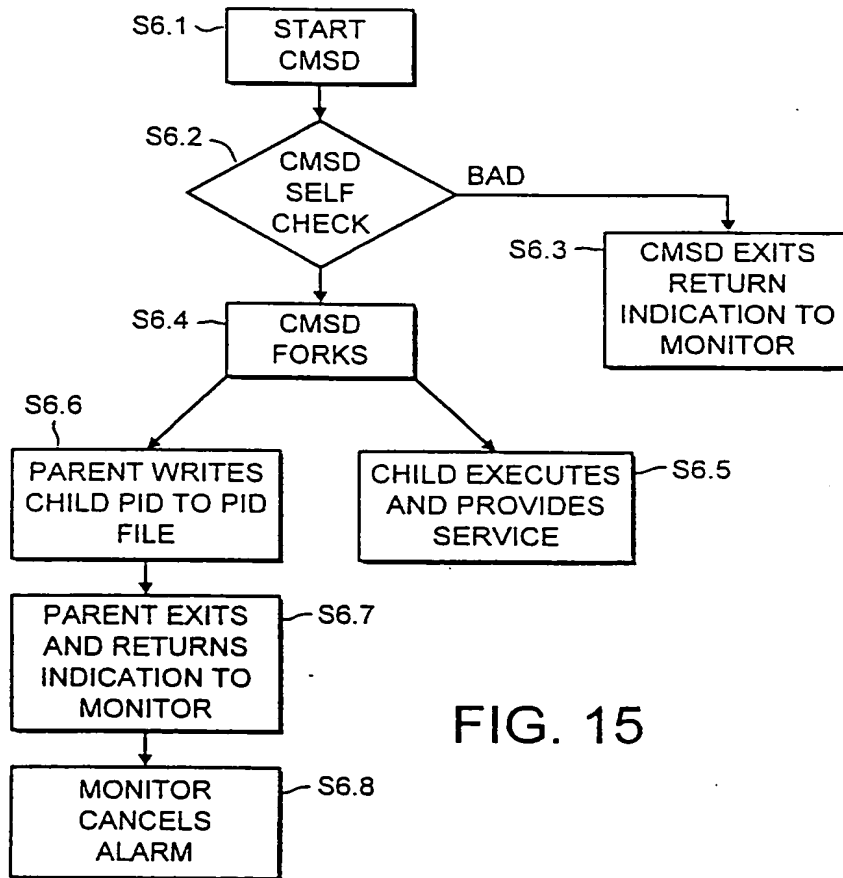 S6.1
START
CMSD
S6.2
CMSD
SELF
CHECK
BAD
S6.3
CMSD EXITS
RETURN
INDICATION TO
MONITOR
S6.4
CMSD
FORKS
S6.6
PARENT WRITES
CHILD PID TO PID
FILE
CHILD EXECUTES
AND PROVIDES
SERVICE
S6.5
PARENT EXITS
AND RETURNS
INDICATION TO
MONITOR
S6.7
FIG. 15
MONITOR
CANCELS
ALARM
S6.8